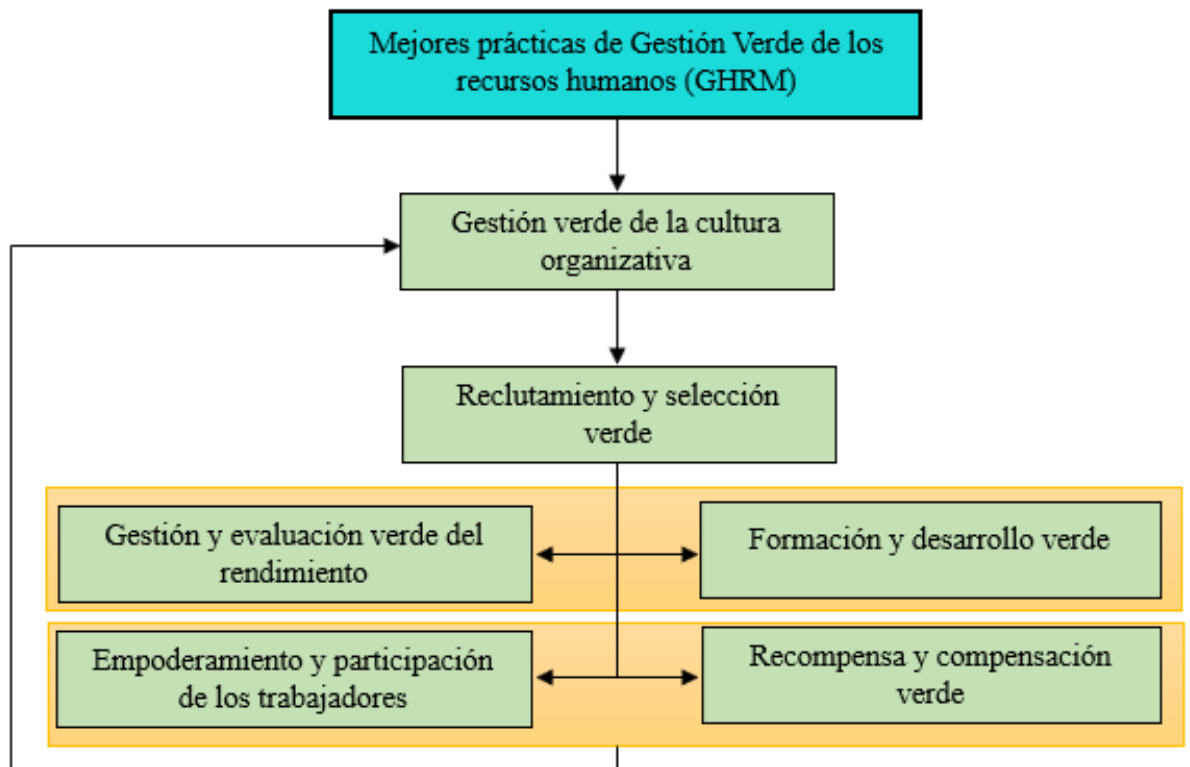 Mejores prácticas de Gestión Verde de los
recursos humanos (GHRM)
Gestión verde de la cultura
organizativa
Reclutamiento y selección
verde
Gestión y evaluación verde del
rendimiento
Formación y desarrollo verde
Empoderamiento y participación
de los trabajadores
Recompensa y compensación
verde